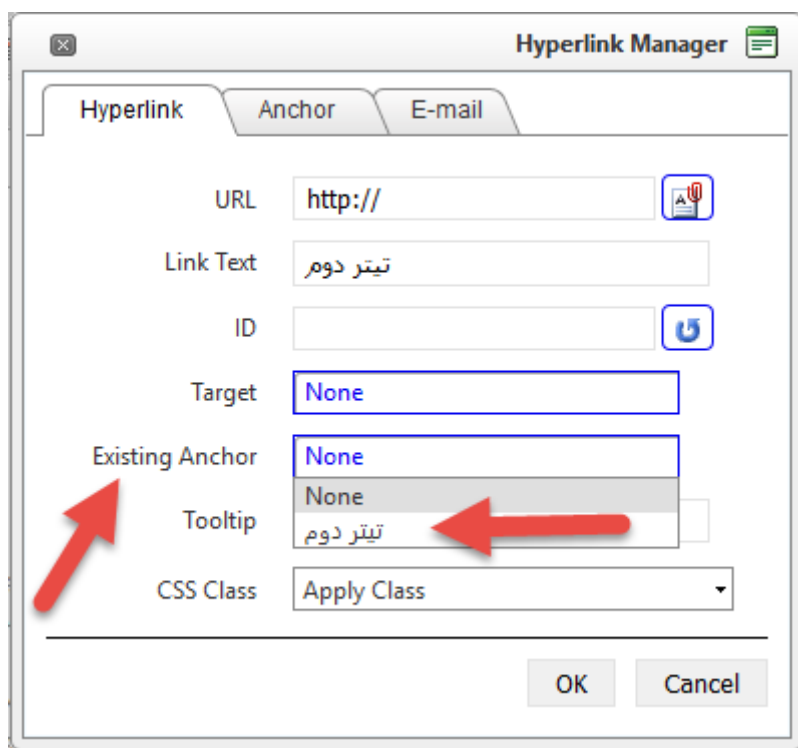 Hyperlink Manager
Hyperlink Anchor E-mail
URL http://
Link Text تیتر دوم
ID
Target None
Existing Anchor None
None
Tooltip
تیتر دوم
CSS Class Apply Class
OK Cancel